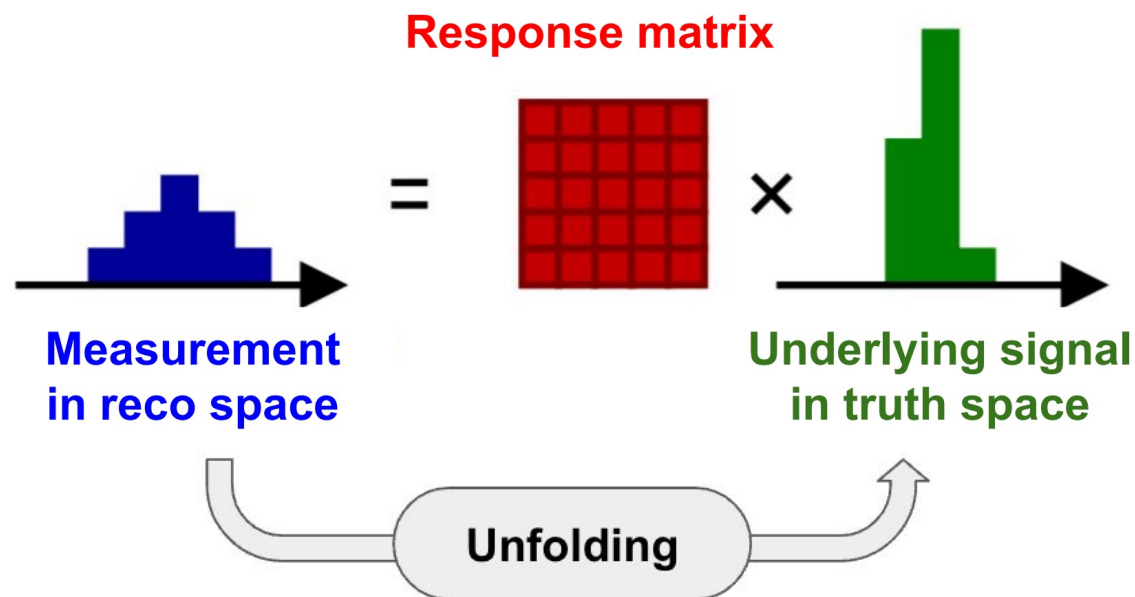 Response matrix
=
×
Measurement
in reco space
Underlying signal
in truth space
Unfolding